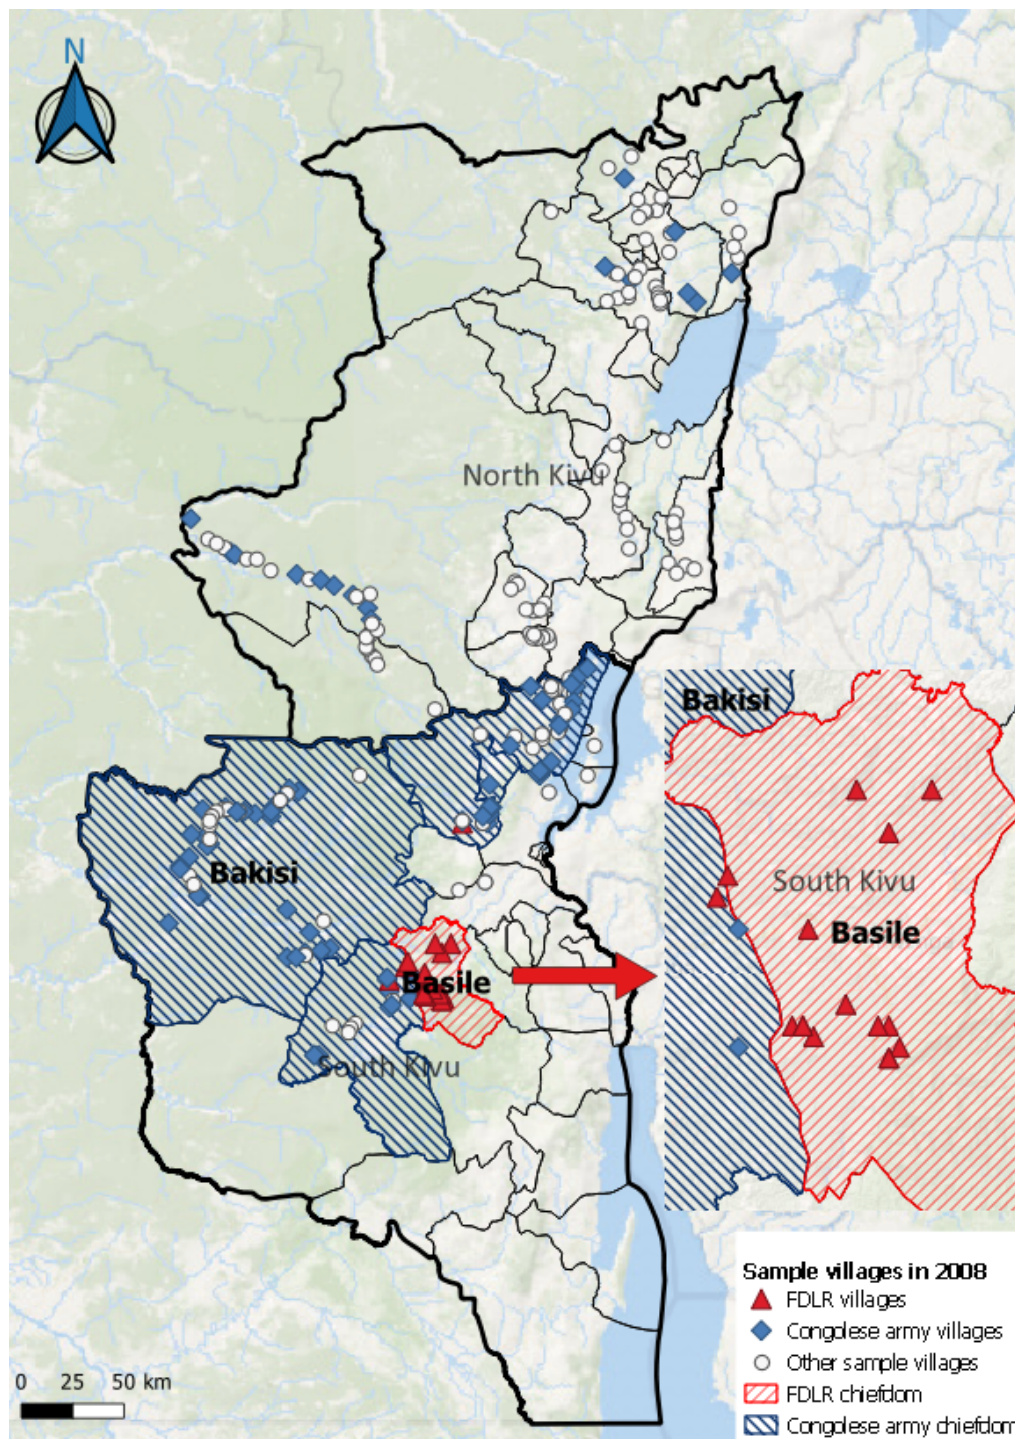 N
North Kivu
Bakisi
Bakisi
South Kivu
Basile
Basile
South Kivu
Sample villages in 2008
FDLR villages
Congolese army villages
Other sample villages
FDLR chiefdom
Congolese army chiefdom
0 25 50 km